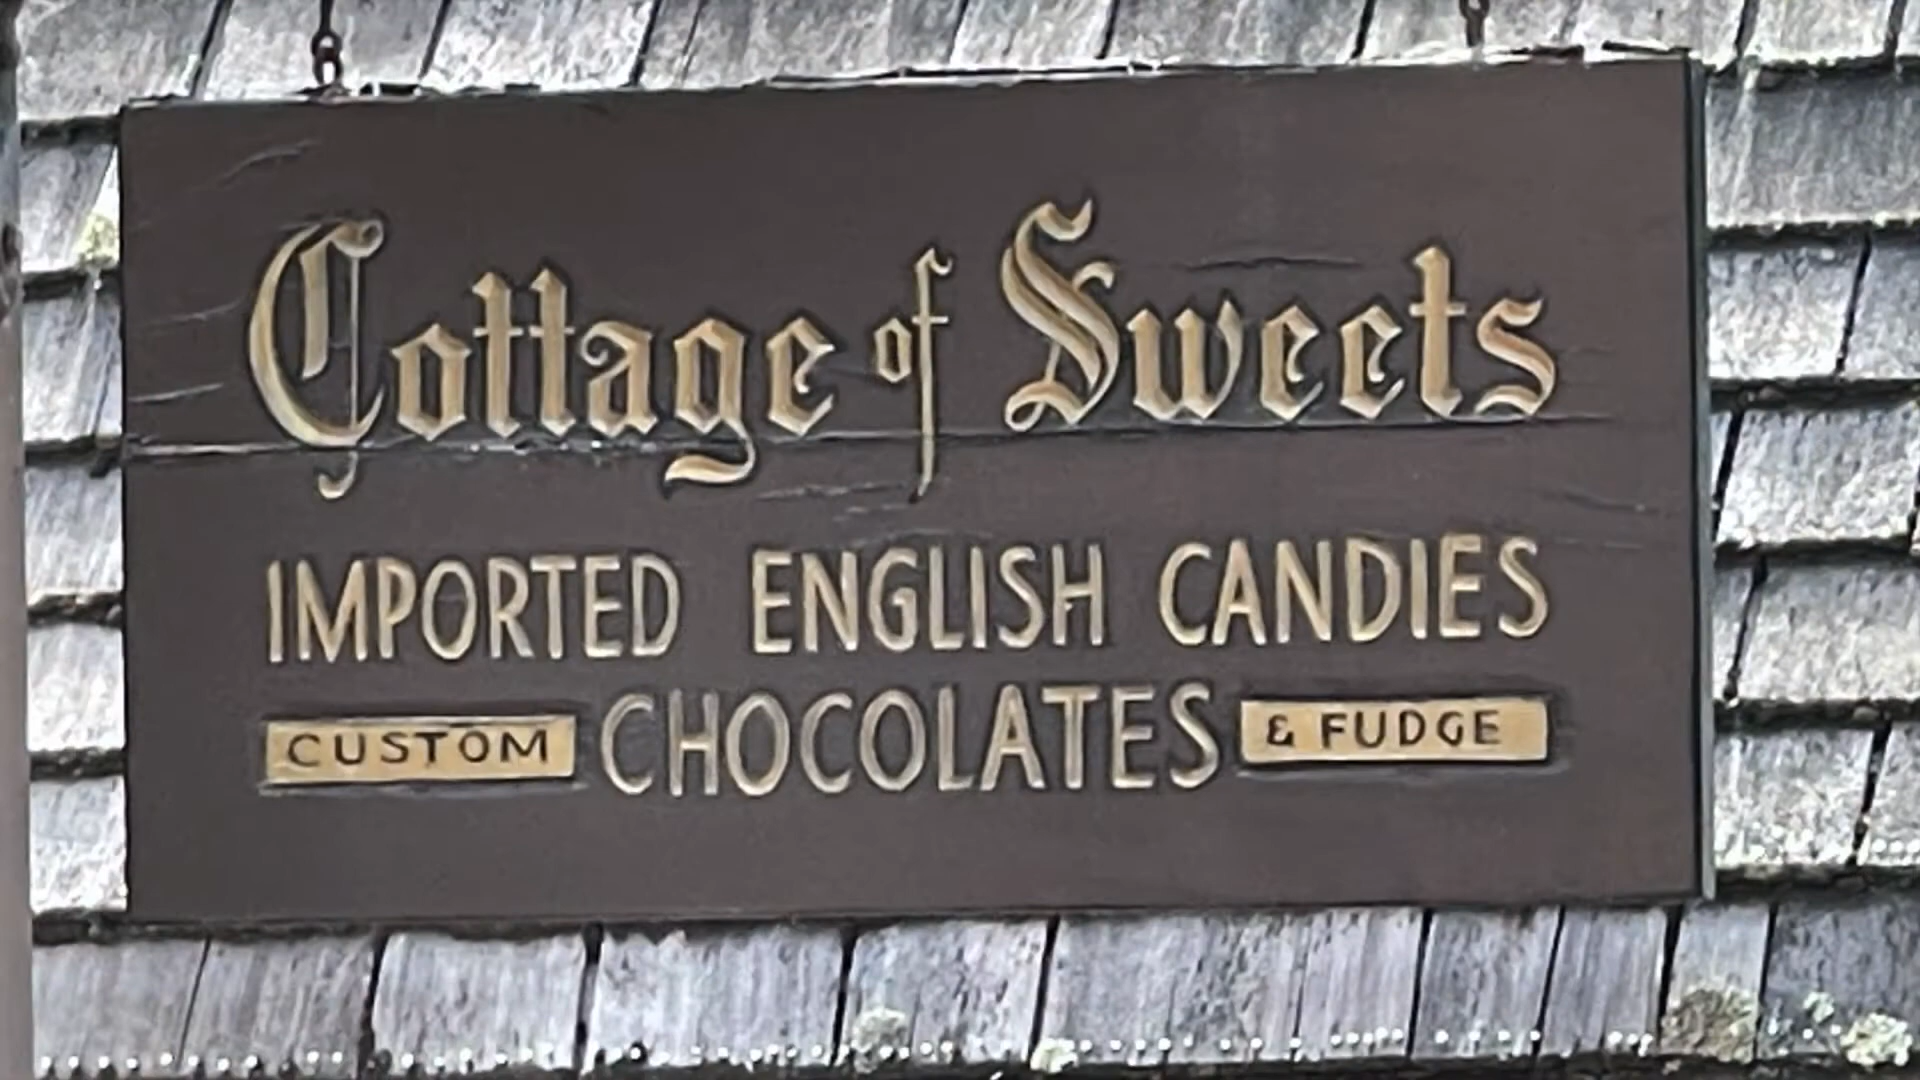 Cottage of Sweets
IMPORTED ENGLISH CANDIES
CUSTOM CHOCOLATES & FUDGE